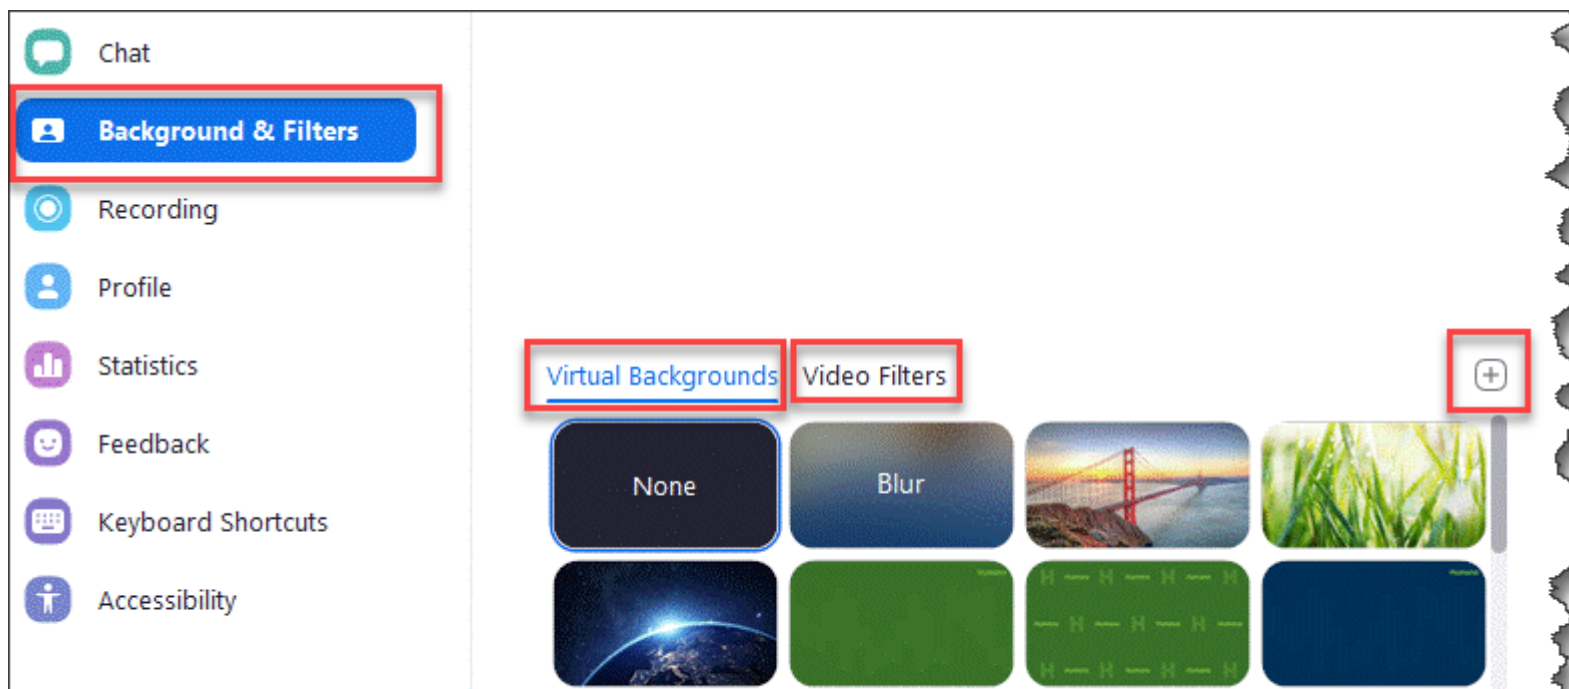 Chat
Background & Filters
Recording
Profile
Statistics
Feedback
Keyboard Shortcuts
Accessibility
Virtual Backgrounds
Video Filters
None
Blur